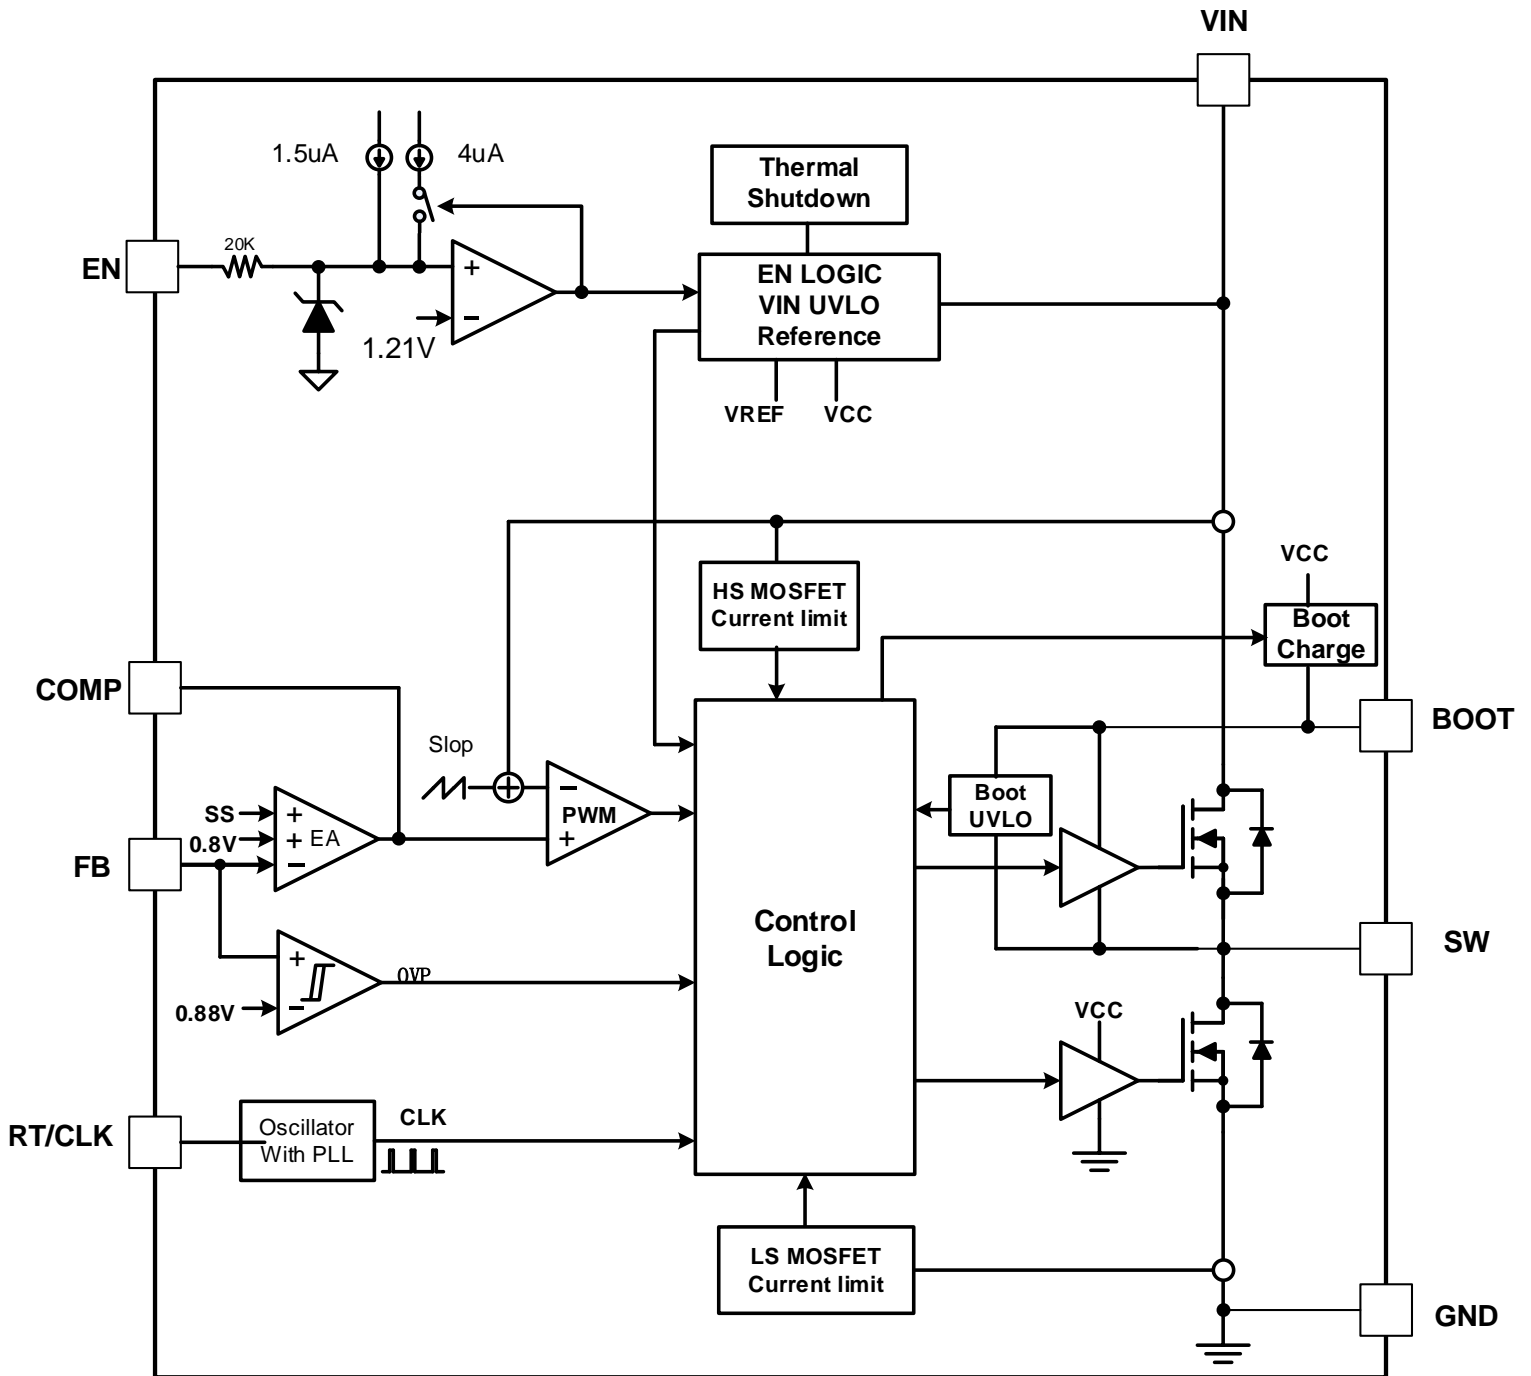 VIN
1.5uA
4uA
Thermal
Shutdown
20K
EN
EN LOGIC
VIN UVLO
Reference
1.21V
VREF
VCC
VCC
HS MOSFET
Current limit
Boot
Charge
COMP
BOOT
Slop
Boot
UVLO
PWM
SS
0.8V
EA
FB
Control
Logic
SW
OVP
0.88V
VCC
CLK
RT/CLK
Oscillator
With PLL
LS MOSFET
Current limit
GND